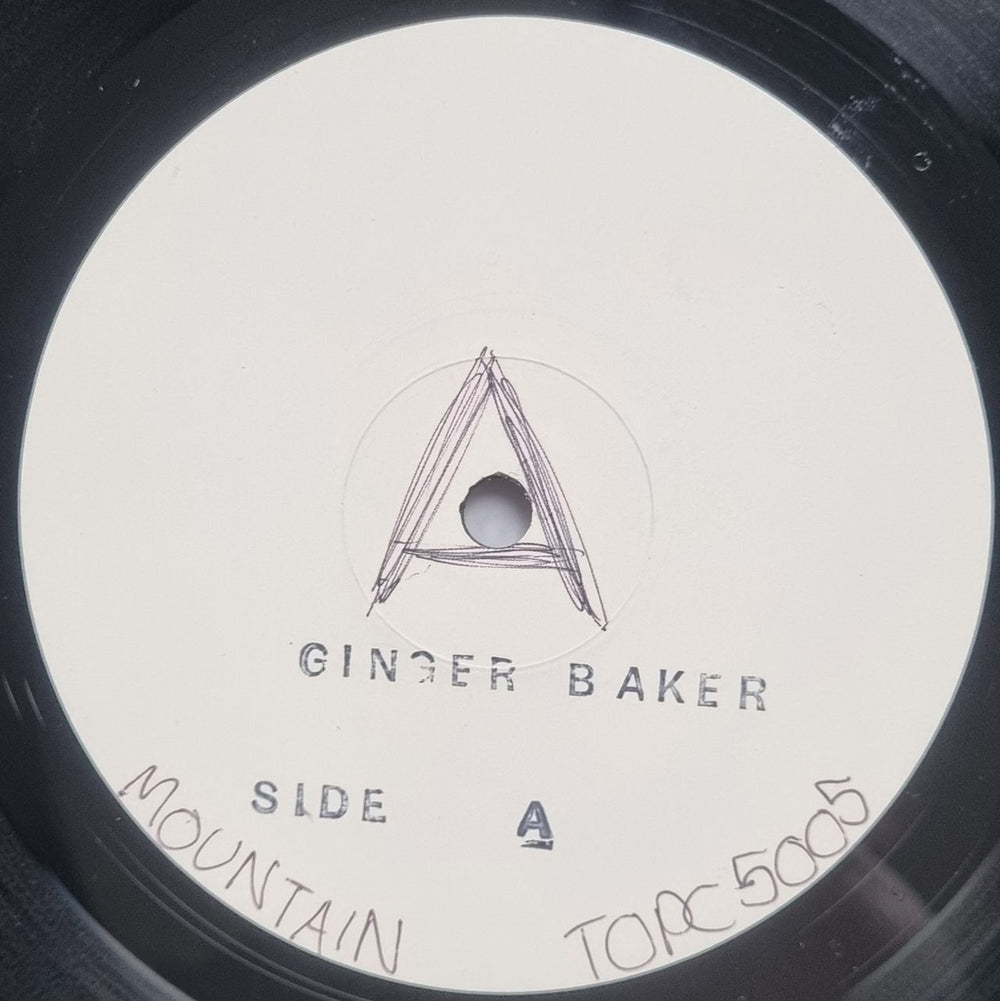 A
GINGER BAKER
SIDE A
MOUNTAIN
TOPC 5005